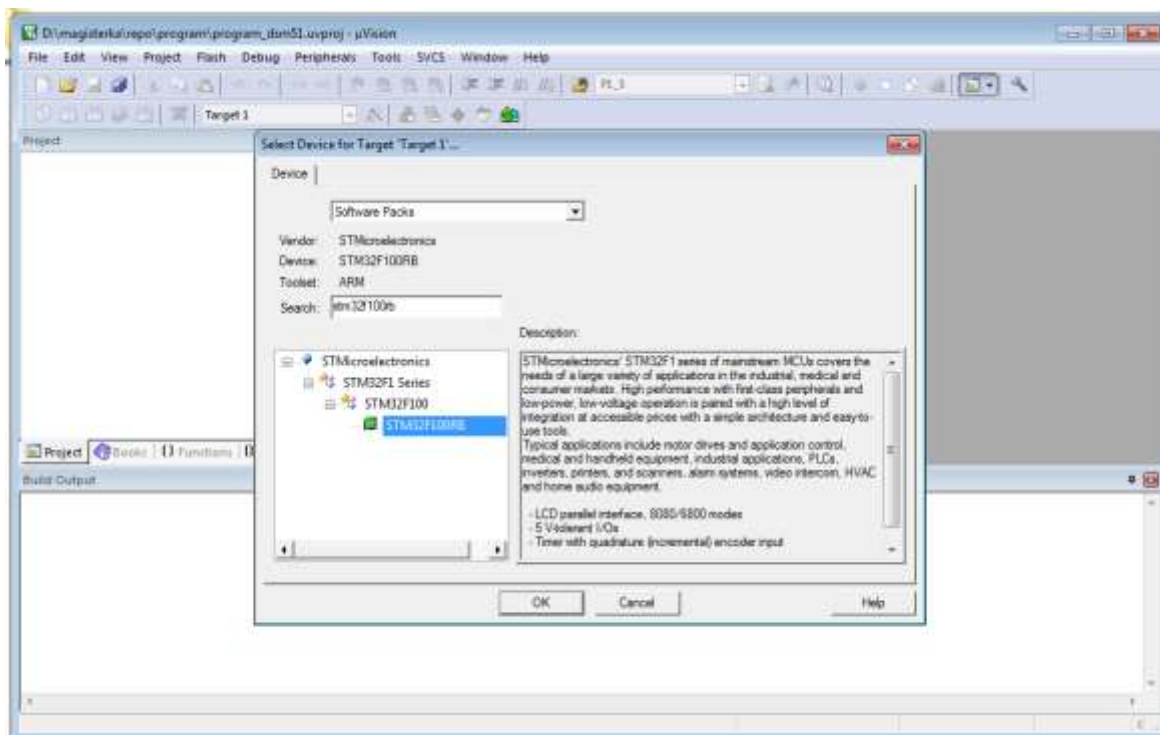 D:\magisterka\repo\program\program_dsm51.uvproj - µVision
File Edit View Project Flash Debug Peripherals Tools SVCS Window Help
P1_3
Target 1
Project
Select Device for Target 'Target 1'...
Device
Software Packs
Vendor: STMicroelectronics
Device: STM32F100RB
Toolset: ARM
Search: stm32f100rb
Description:
STMicroelectronics
STM32F1 Series
STM32F100
STM32F100RB
STMicroelectronics' STM32F1 series of mainstream MCUs covers the
needs of a large variety of applications in the industrial, medical and
consumer markets. High performance with first-class peripherals and
low-power, low-voltage operation is paired with a high level of
integration at accessible prices with a simple architecture and easy-to-
use tools.
Typical applications include motor drives and application control,
medical and handheld equipment, industrial applications, PLCs,
inverters, printers, and scanners, alarm systems, video intercom, HVAC
and home audio equipment.
- LCD parallel interface, 8080/6800 modes
- 5 V-tolerant I/Os
- Timer with quadrature (incremental) encoder input
OK Cancel Help
Project Books {} Functions
Build Output